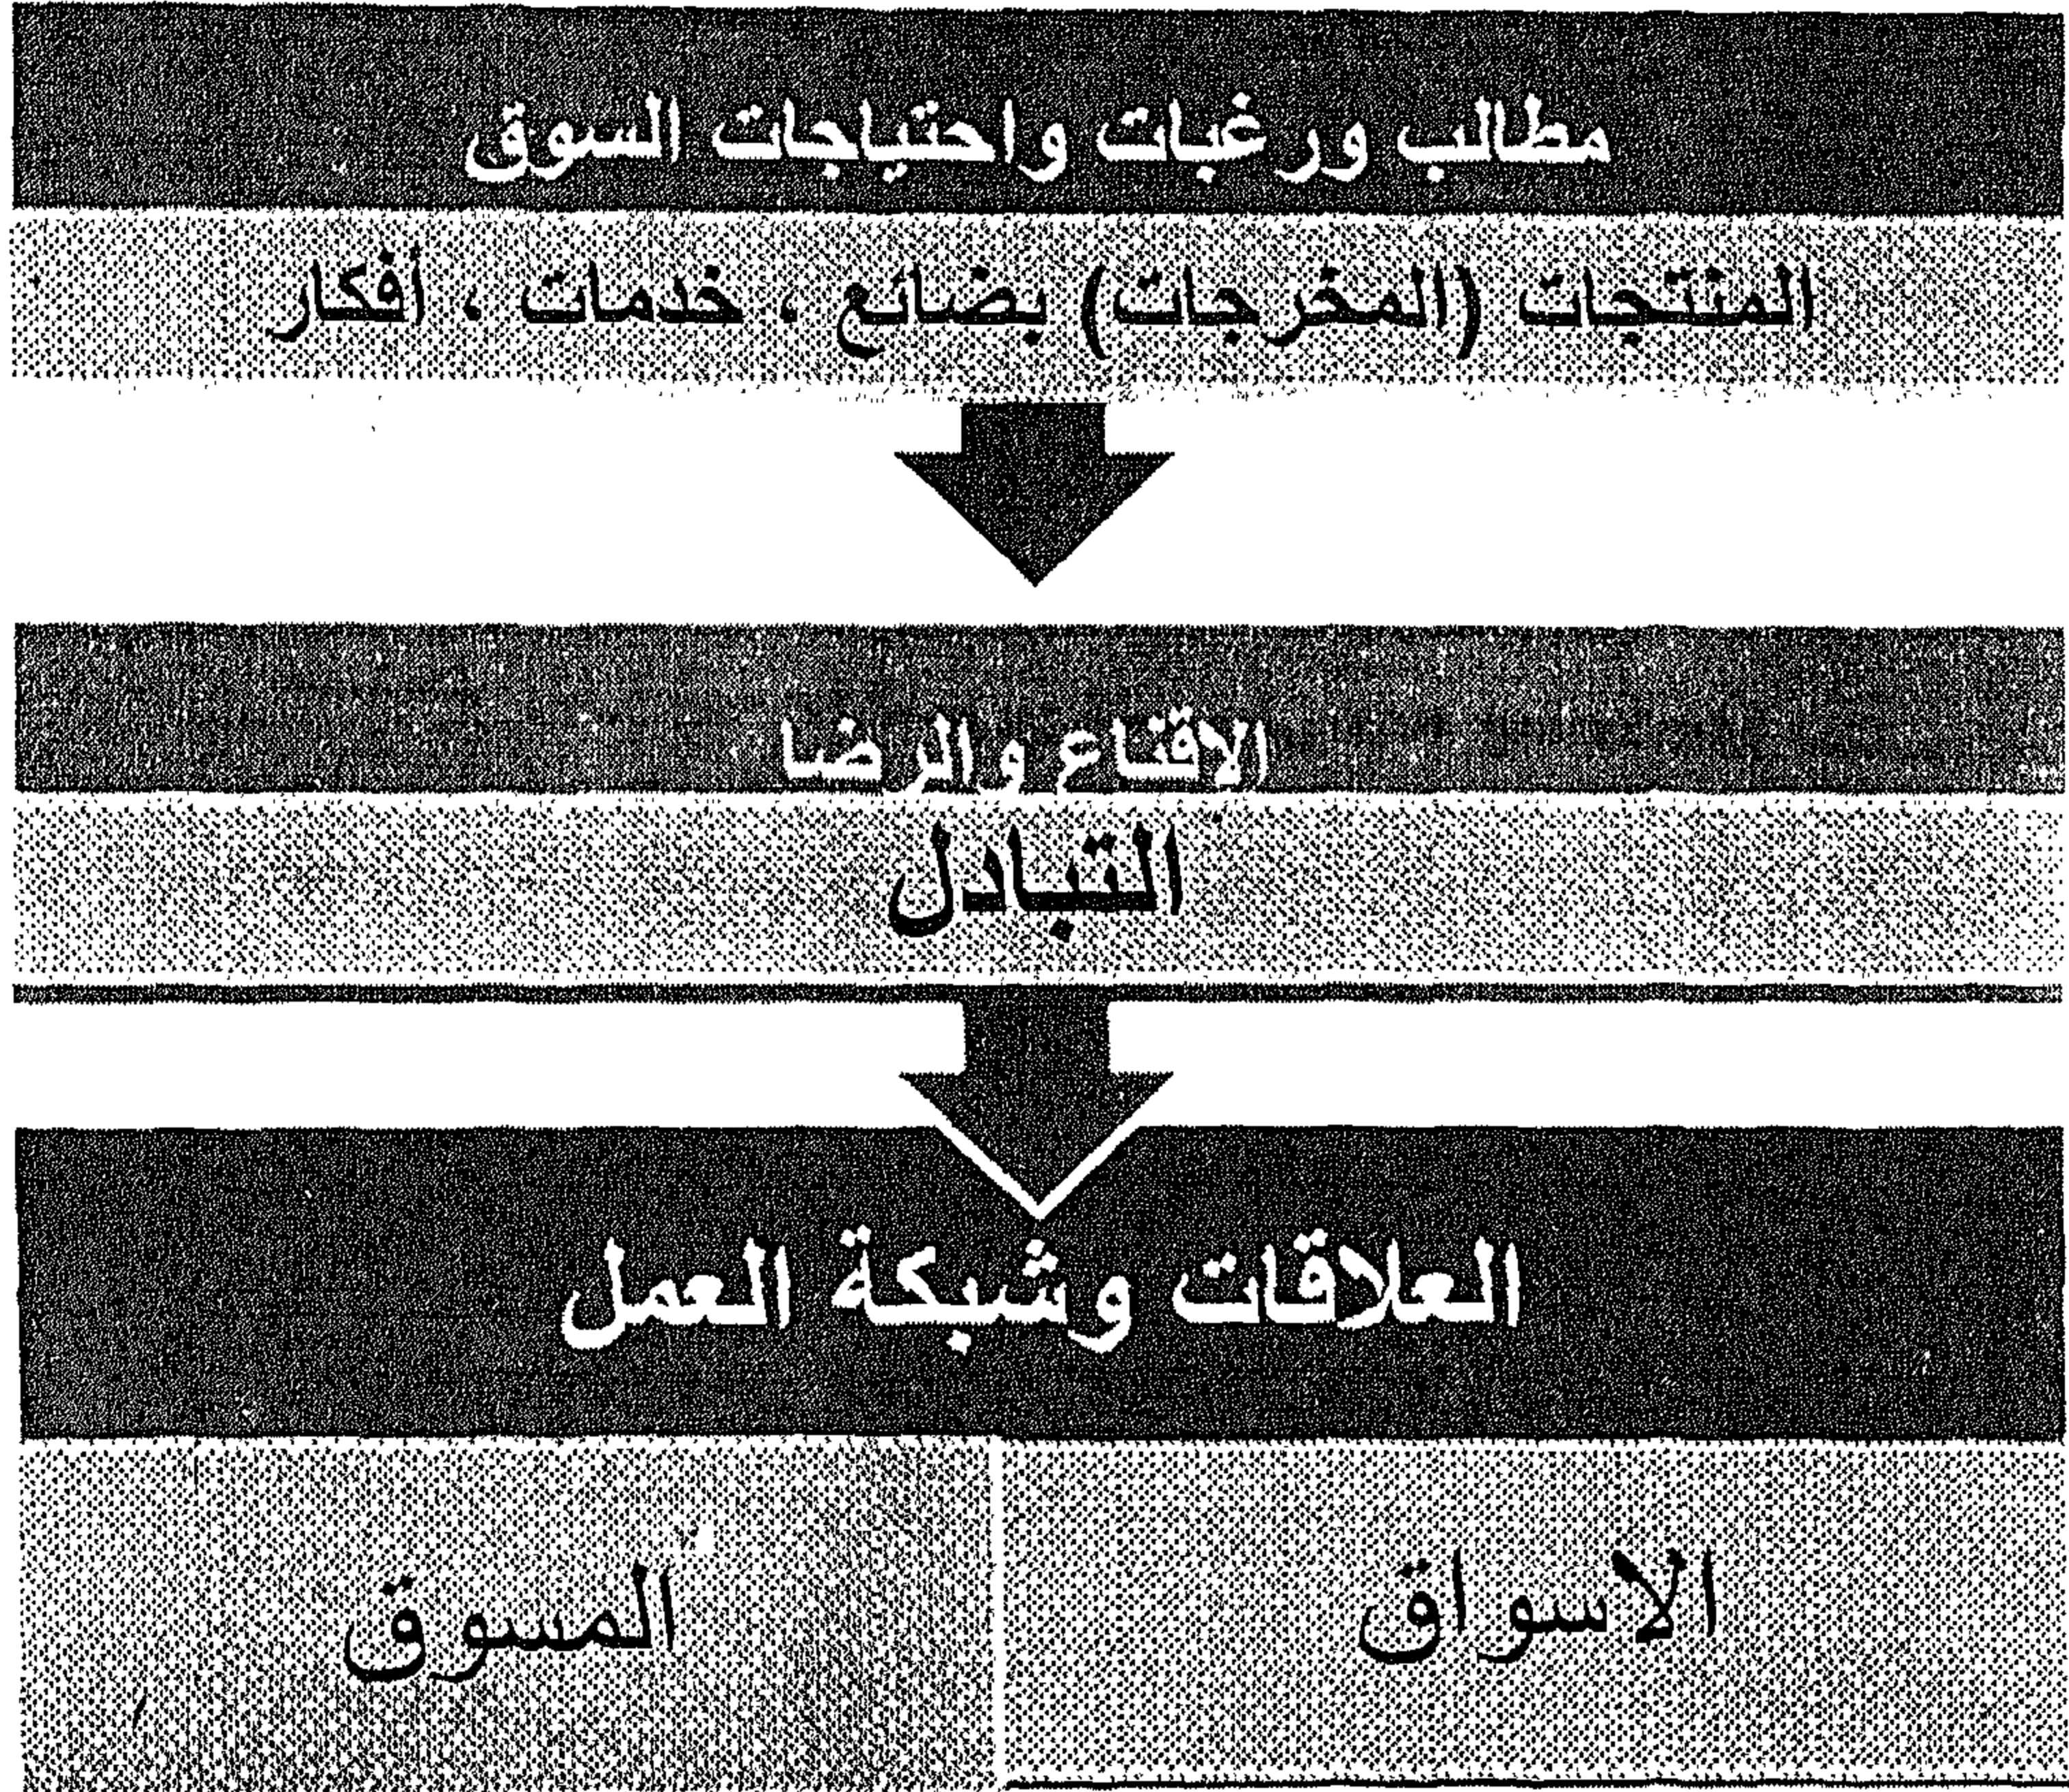 مطالب ورغبات واحتياجات السوق
المنتجات (المخرجات) بضائع ، خدمات ، أفكار
الاقناع والرضا
التبادل
العلاقات وشبكة العمل
الاسواق
المسوق